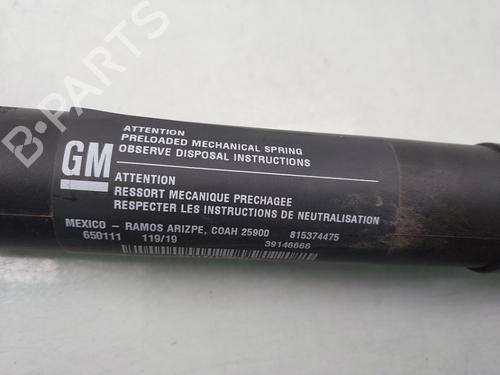 B-Parts
ATTENTION
PRELOADED MECHANICAL SPRING
OBSERVE DISPOSAL INSTRUCTIONS
GM
ATTENTION
RESSORT MECANIQUE PRECHAGEE
RESPECTER LES INSTRUCTIONS DE NEUTRALISATION
MEXICO - RAMOS ARIZPE, COAH 25900 815374475
650111 119/19 39146666